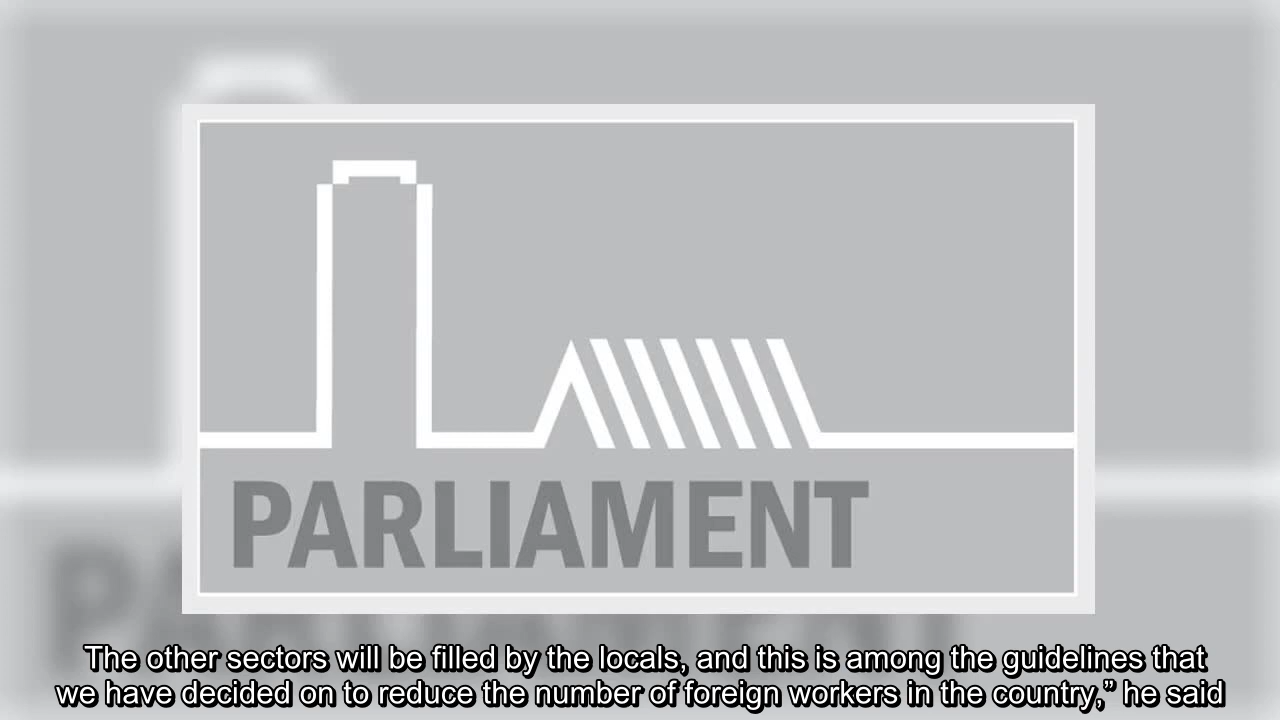 PARLIAMENT
The other sectors will be filled by the locals, and this is among the guidelines that
we have decided on to reduce the number of foreign workers in the country,” he said